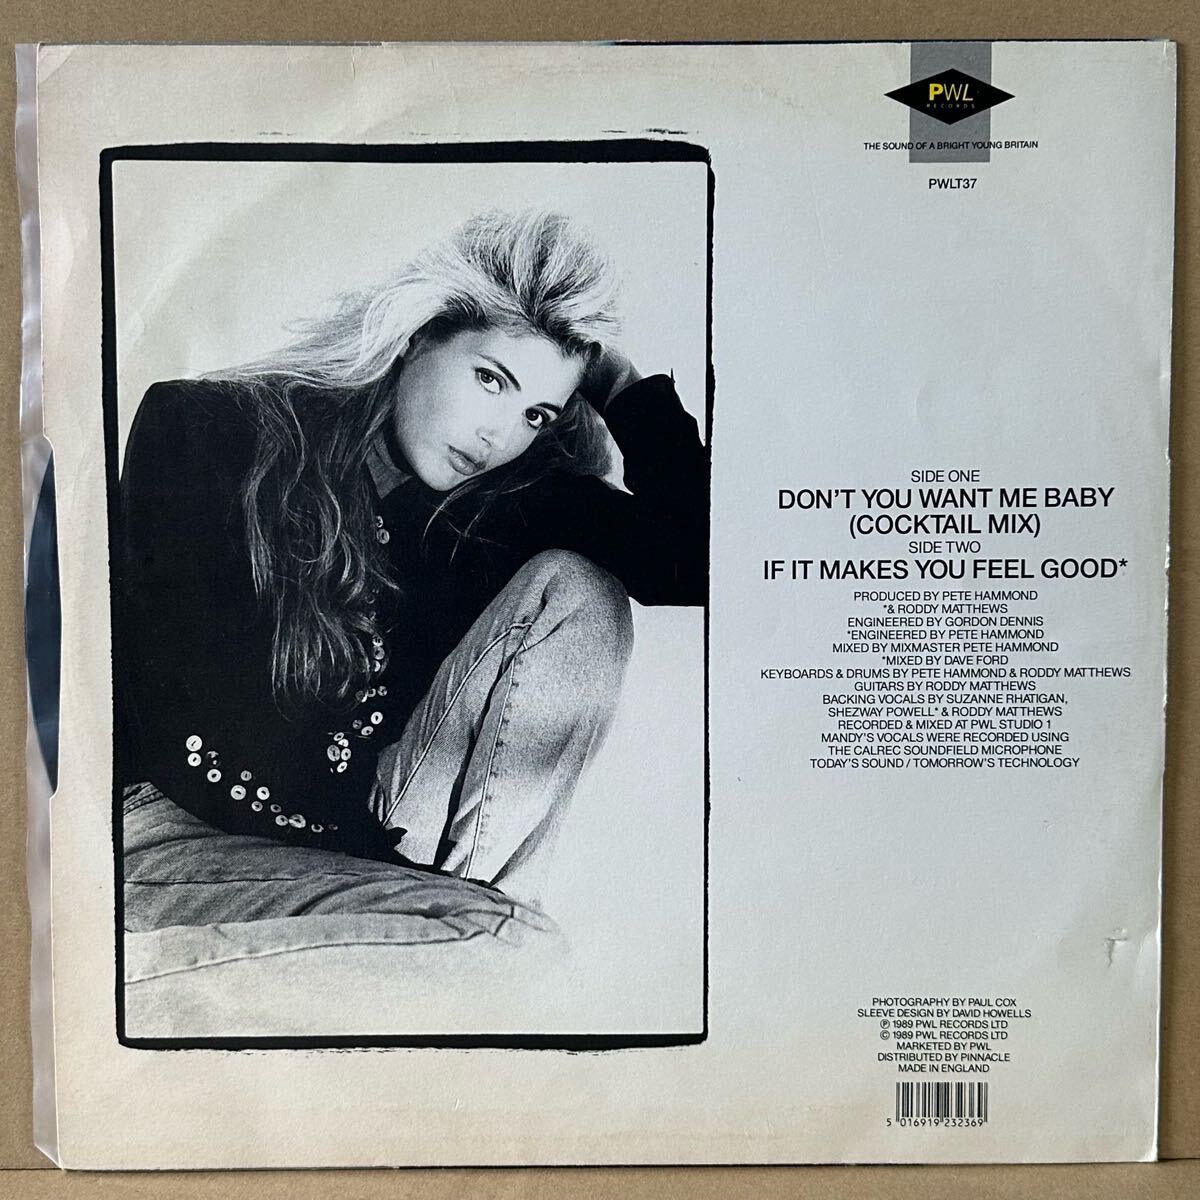 PWL
RECORDS
THE SOUND OF A BRIGHT YOUNG BRITAIN
PWLT37
SIDE ONE
DON'T YOU WANT ME BABY
(COCKTAIL MIX)
SIDE TWO
IF IT MAKES YOU FEEL GOOD*
PRODUCED BY PETE HAMMOND
*& RODDY MATTHEWS
ENGINEERED BY GORDON DENNIS
*ENGINEERED BY PETE HAMMOND
MIXED BY MIXMASTER PETE HAMMOND
*MIXED BY DAVE FORD
KEYBOARDS & DRUMS BY PETE HAMMOND & RODDY MATTHEWS
GUITARS BY RODDY MATTHEWS
BACKING VOCALS BY SUZANNE RHATIGAN,
SHEZWAY POWELL* & RODDY MATTHEWS
RECORDED & MIXED AT PWL STUDIO 1
MANDY'S VOCALS WERE RECORDED USING
THE CALREC SOUNDFIELD MICROPHONE
TODAY'S SOUND / TOMORROW'S TECHNOLOGY
PHOTOGRAPHY BY PAUL COX
SLEEVE DESIGN BY DAVID HOWELLS
℗ 1989 PWL RECORDS LTD
© 1989 PWL RECORDS LTD
MARKETED BY PWL
DISTRIBUTED BY PINNACLE
MADE IN ENGLAND
5 016919 232369